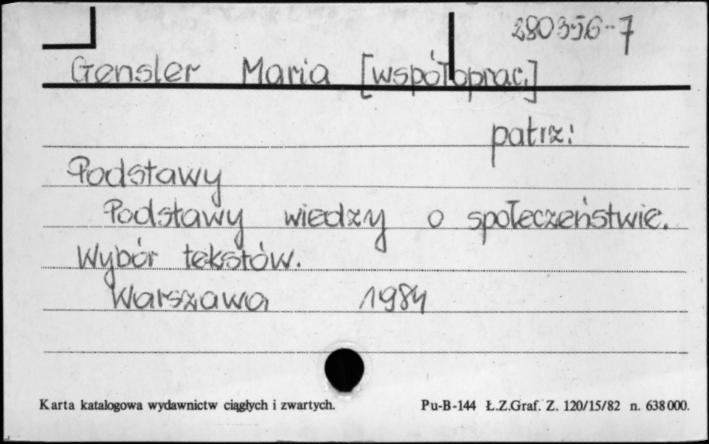 280356-7
Gensler Maria [współoprac.]
patrz:
Podstawy
Podstawy wiedzy o społeczeństwie.
Wybór tekstów.
Warszawa 1984
Karta katalogowa wydawnictw ciągłych i zwartych. Pu-B-144 Ł.Z.Graf. Z. 120/15/82 n. 638000.